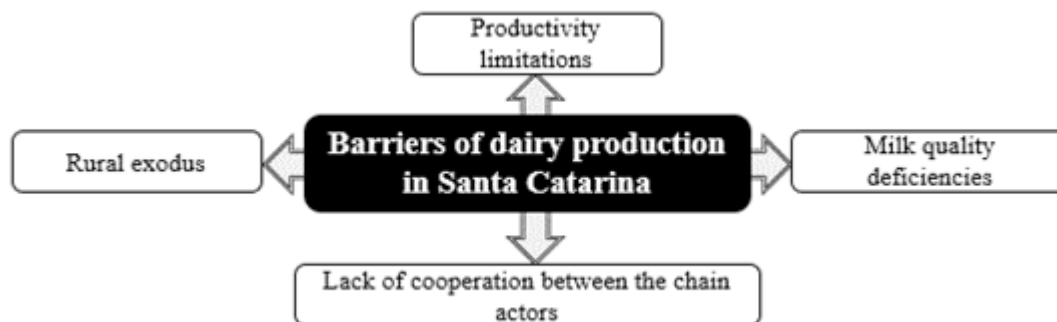 Productivity
limitations
Rural exodus
Barriers of dairy production
in Santa Catarina
Milk quality
deficiencies
Lack of cooperation between the chain
actors